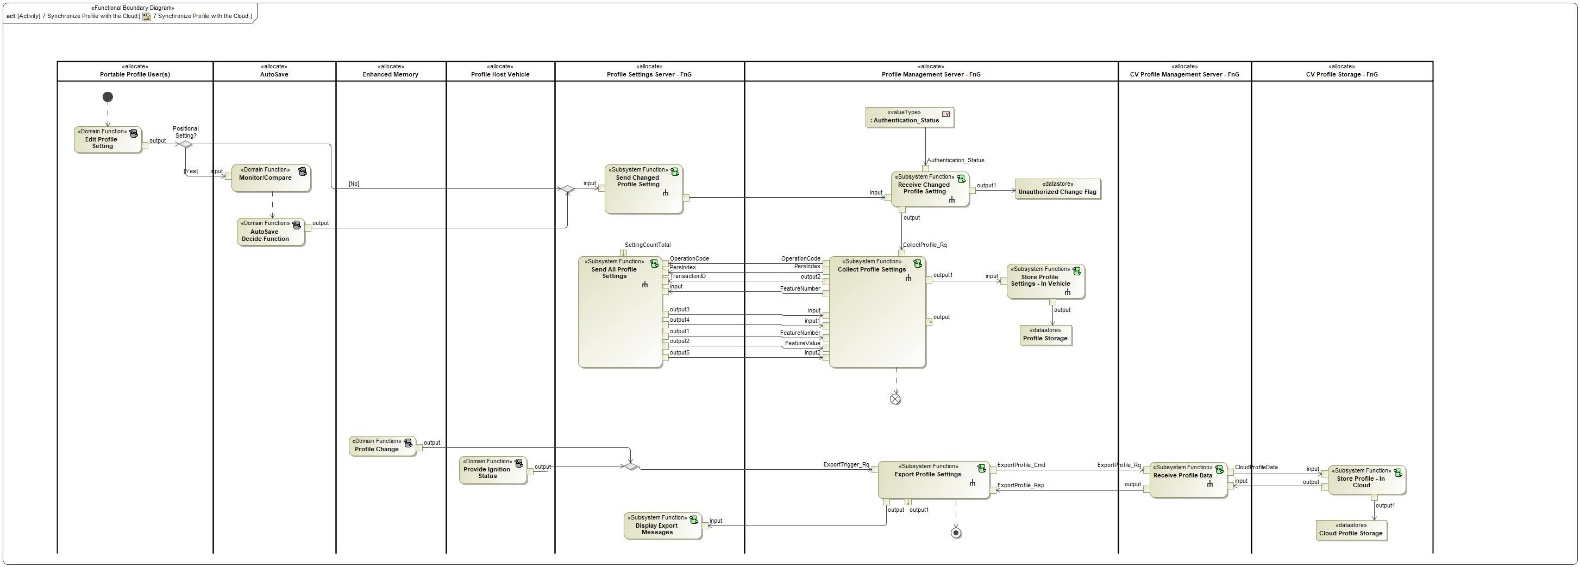 «Functional Boundary Diagram»
act [Activity] 7 Synchronize Profile with the Cloud [ 7 Synchronize Profile with the Cloud ]
«allocate»
Portable Profile User(s)
«allocate»
AutoSave
«allocate»
Enhanced Memory
«allocate»
Profile Host Vehicle
«allocate»
Profile Settings Server - FnG
«allocate»
Profile Management Server - FnG
«allocate»
CV Profile Management Server - FnG
«allocate»
CV Profile Storage - FnG
«Domain Function»
Edit Profile
Setting
output
Positional
Setting?
[Yes]
[No]
input
«Domain Function»
Monitor/Compare
«Domain Function»
AutoSave
Decide Function
output
input
«Subsystem Function»
Send Changed
Profile Setting
«valueType»
: Authentication_Status
Authentication_Status
input
«Subsystem Function»
Receive Changed
Profile Setting
output1
«datastore»
Unauthorized Change Flag
output
CollectProfile_Rq
SettingCountTotal
«Subsystem Function»
Send All Profile
Settings
OperationCode
PersIndex
TransactionID
input
output3
output4
output1
output2
output5
OperationCode
PersIndex
output2
FeatureNumber
input
input1
FeatureNumber
FeatureValue
input2
«Subsystem Function»
Collect Profile Settings
output1
output
input
«Subsystem Function»
Store Profile
Settings - In Vehicle
output
«datastore»
Profile Storage
«Domain Function»
Profile Change
output
«Domain Function»
Provide Ignition
Status
output
ExportTrigger_Rq
«Subsystem Function»
Export Profile Settings
ExportProfile_Cmd
ExportProfile_Rsp
output
output1
input
«Subsystem Function»
Display Export
Messages
ExportProfile_Rq
output
«Subsystem Function»
Receive Profile Data
CloudProfileData
input
input
output
«Subsystem Function»
Store Profile - In
Cloud
output1
«datastore»
Cloud Profile Storage